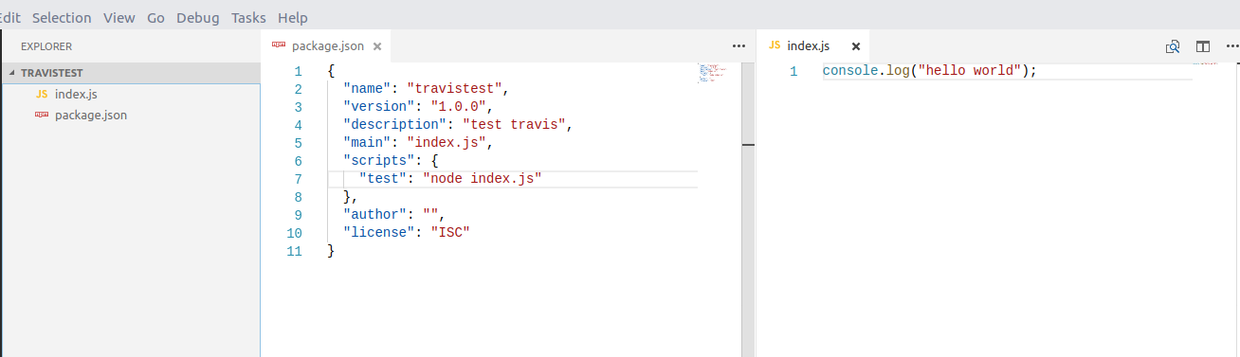 Edit Selection View Go Debug Tasks Help
EXPLORER
TRAVISTEST
JS index.js
package.json
package.json ×
1 {
2 "name": "travistest",
3 "version": "1.0.0",
4 "description": "test travis",
5 "main": "index.js",
6 "scripts": {
7 "test": "node index.js"
8 },
9 "author": "",
10 "license": "ISC"
11 }
JS index.js ×
1 console.log("hello world");